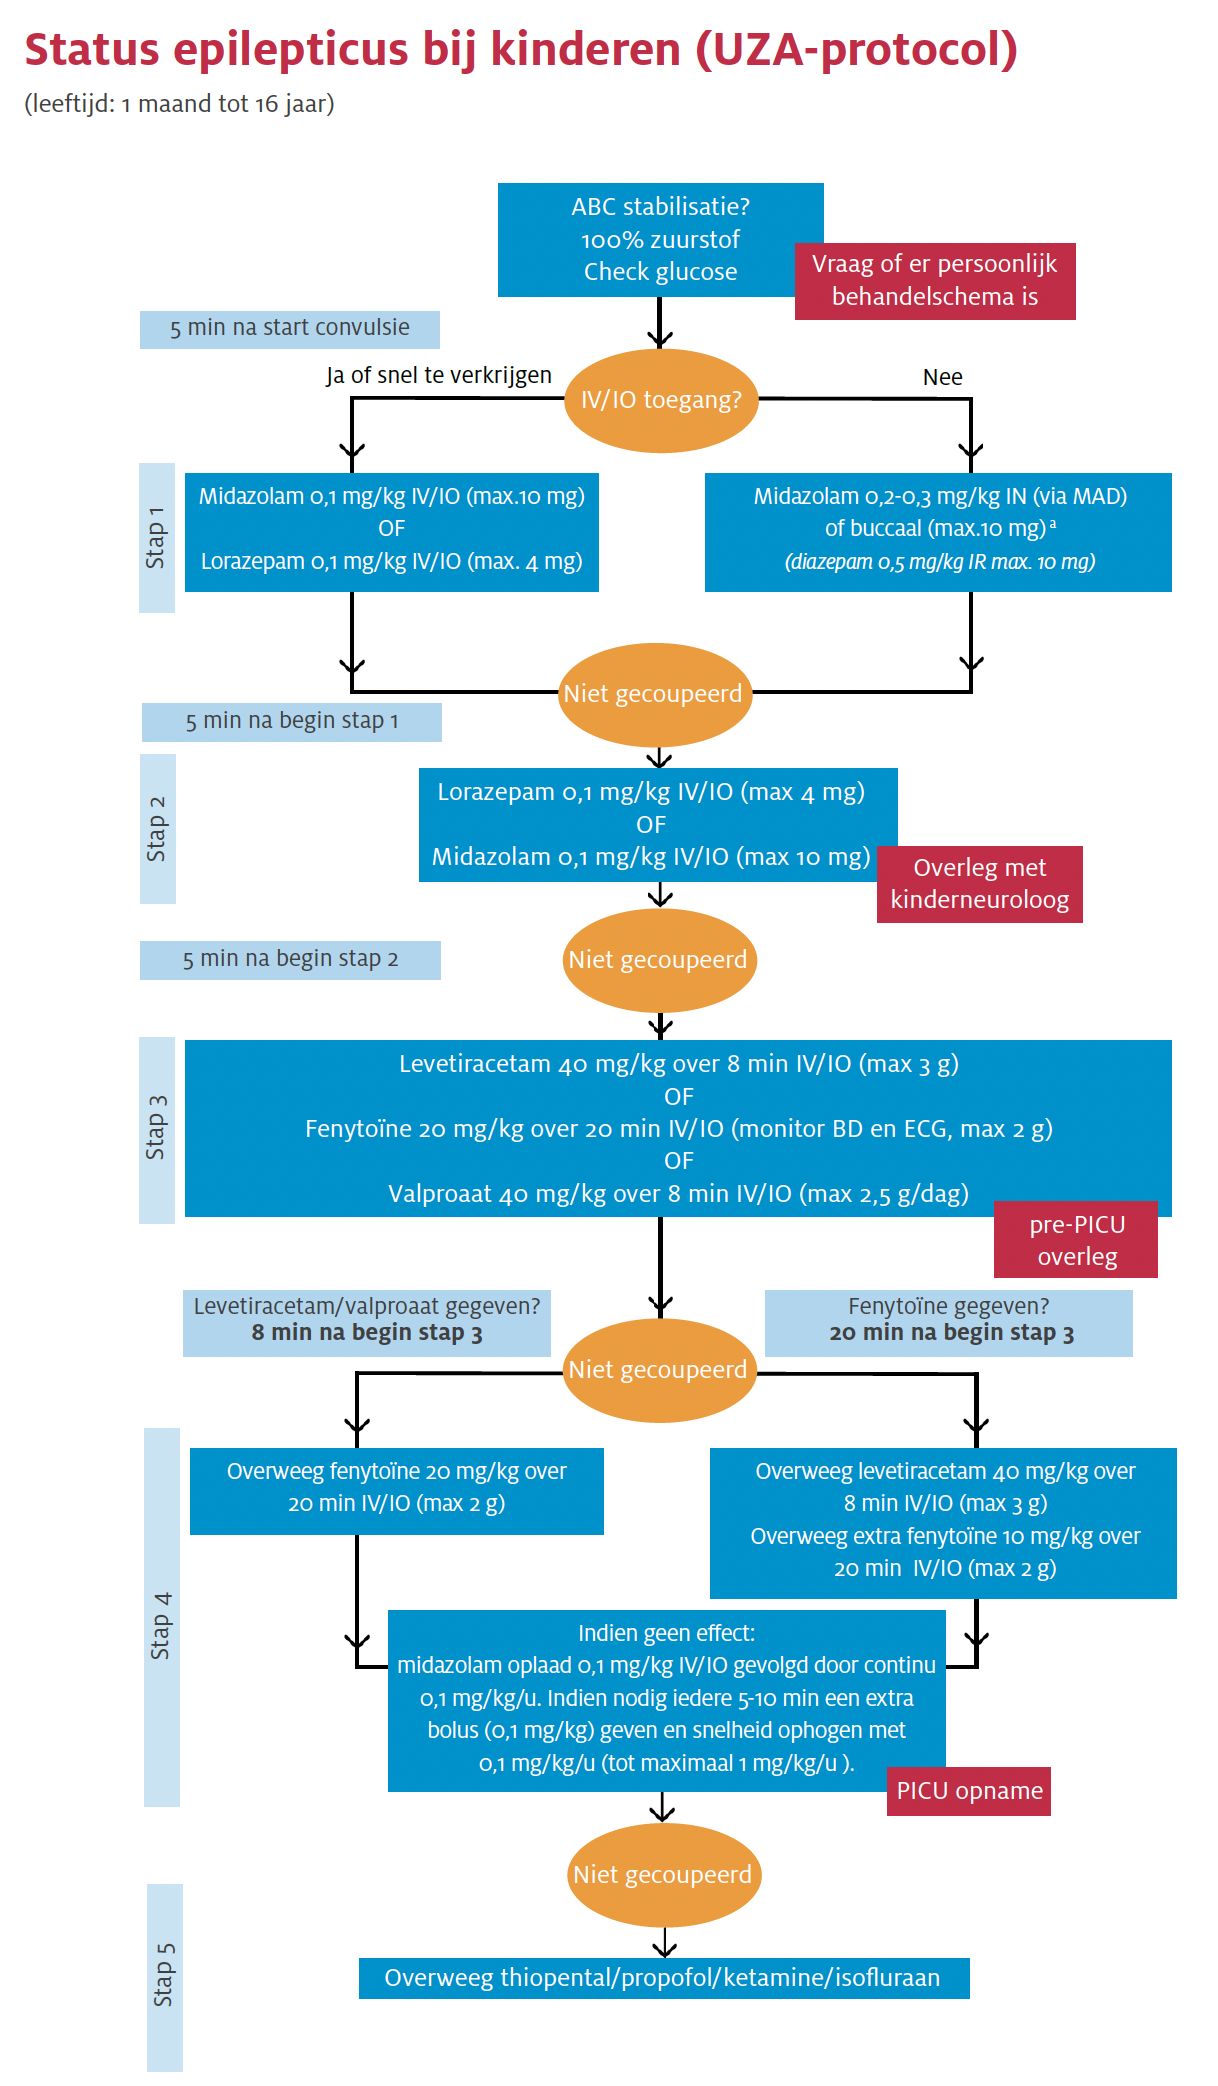 Status epilepticus bij kinderen (UZA-protocol)
(leeftijd: 1 maand tot 16 jaar)
ABC stabilisatie?
100% zuurstof
Check glucose
Vraag of er persoonlijk
behandelschema is
5 min na start convulsie
Ja of snel te verkrijgen
IV/IO toegang?
Nee
Stap 1
Midazolam 0,1 mg/kg IV/IO (max.10 mg)
OF
Lorazepam 0,1 mg/kg IV/IO (max. 4 mg)
Midazolam 0,2-0,3 mg/kg IN (via MAD)
of buccaal (max.10 mg) a
(diazepam 0,5 mg/kg IR max. 10 mg)
Niet gecoupeerd
5 min na begin stap 1
Stap 2
Lorazepam 0,1 mg/kg IV/IO (max 4 mg)
OF
Midazolam 0,1 mg/kg IV/IO (max 10 mg)
Overleg met
kinderneuroloog
Niet gecoupeerd
5 min na begin stap 2
Stap 3
Levetiracetam 40 mg/kg over 8 min IV/IO (max 3 g)
OF
Fenytoïne 20 mg/kg over 20 min IV/IO (monitor BD en ECG, max 2 g)
OF
Valproaat 40 mg/kg over 8 min IV/IO (max 2,5 g/dag)
pre-PICU
overleg
Levetiracetam/valproaat gegeven?
8 min na begin stap 3
Fenytoïne gegeven?
20 min na begin stap 3
Niet gecoupeerd
Stap 4
Overweeg fenytoïne 20 mg/kg over
20 min IV/IO (max 2 g)
Overweeg levetiracetam 40 mg/kg over
8 min IV/IO (max 3 g)
Overweeg extra fenytoïne 10 mg/kg over
20 min  IV/IO (max 2 g)
Indien geen effect:
midazolam oplaad 0,1 mg/kg IV/IO gevolgd door continu
0,1 mg/kg/u. Indien nodig iedere 5-10 min een extra
bolus (0,1 mg/kg) geven en snelheid ophogen met
0,1 mg/kg/u (tot maximaal 1 mg/kg/u ).
PICU opname
Niet gecoupeerd
Stap 5
Overweeg thiopental/propofol/ketamine/isofluraan